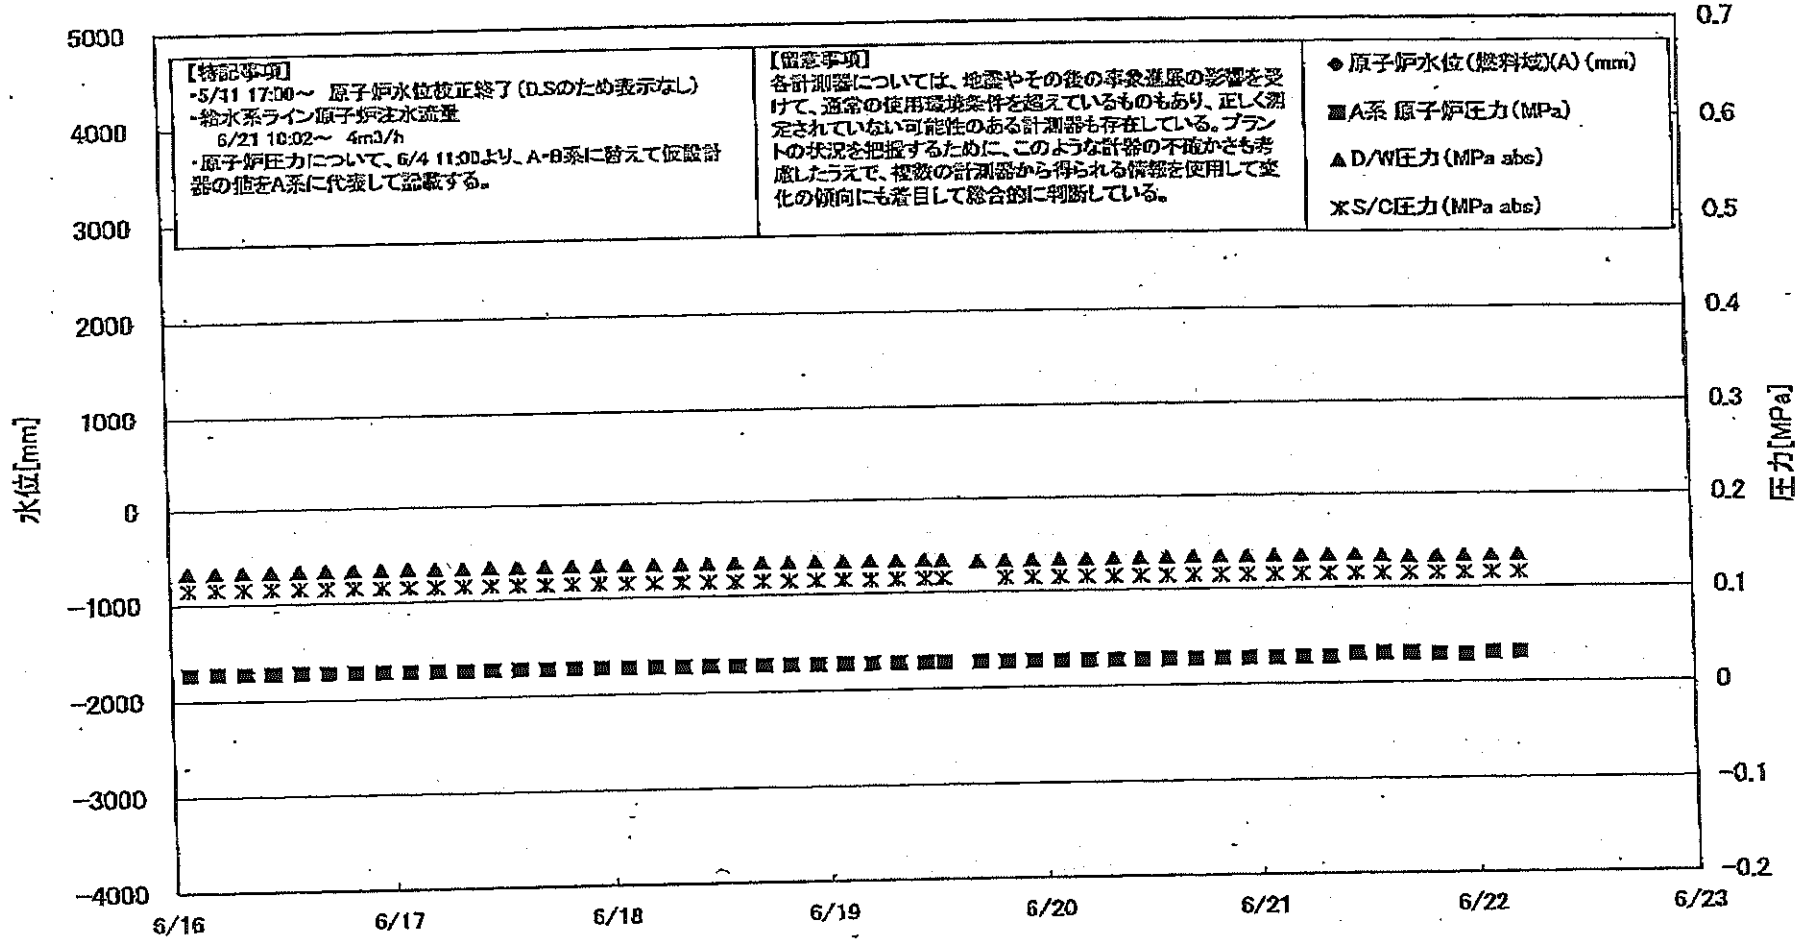 【特記事項】
・5/11 17:00～ 原子炉水位校正終了(D.Sのため表示なし)
・給水系ライン原子炉注水流量
6/21 10:02～ 4m3/h
・原子炉圧力について、6/4 11:00より、A・B系に替えて仮設計
器の値をA系に代表して記載する。
【留意事項】
各計測器については、地震やその後の事象進展の影響を受
けて、通常の使用環境条件を超えているものもあり、正しく測
定されていない可能性のある計測器も存在している。プラン
トの状況を把握するために、このような計器の不確かさも考
慮したうえで、複数の計測器から得られる情報を使用して変
化の傾向にも着目して総合的に判断している。
◆原子炉水位(燃料域)(A)(mm)
■A系 原子炉圧力(MPa)
▲D/W圧力(MPa abs)
S/C圧力(MPa abs)
水位[mm]
5000
4000
3000
2000
1000
0
-1000
-2000
-3000
-4000
圧力[MPa]
0.7
0.6
0.5
0.4
0.3
0.2
0.1
0
-0.1
-0.2
6/16
6/17
6/18
6/19
6/20
6/21
6/22
6/23